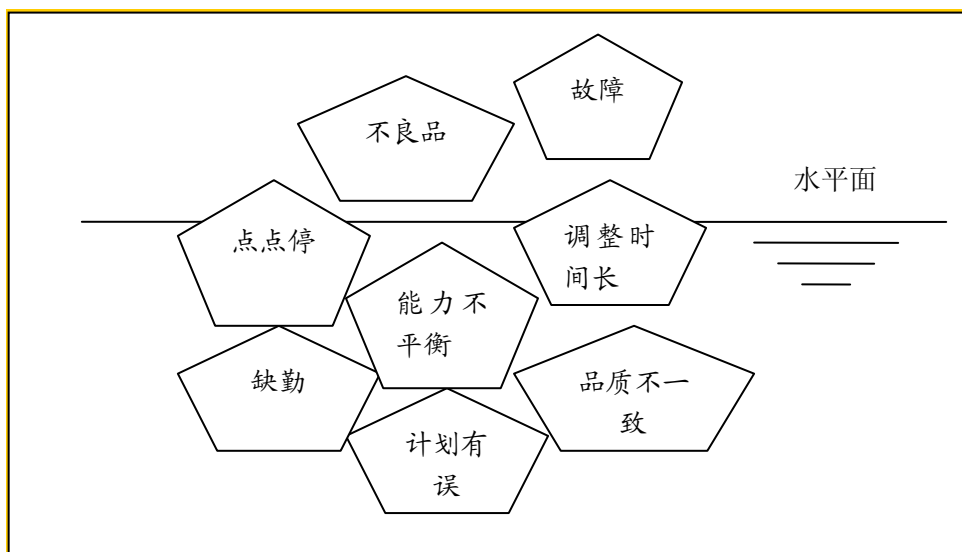 故障
不良品
水平面
点点停
调整时
间长
能力不
平衡
缺勤
品质不一
致
计划有
误